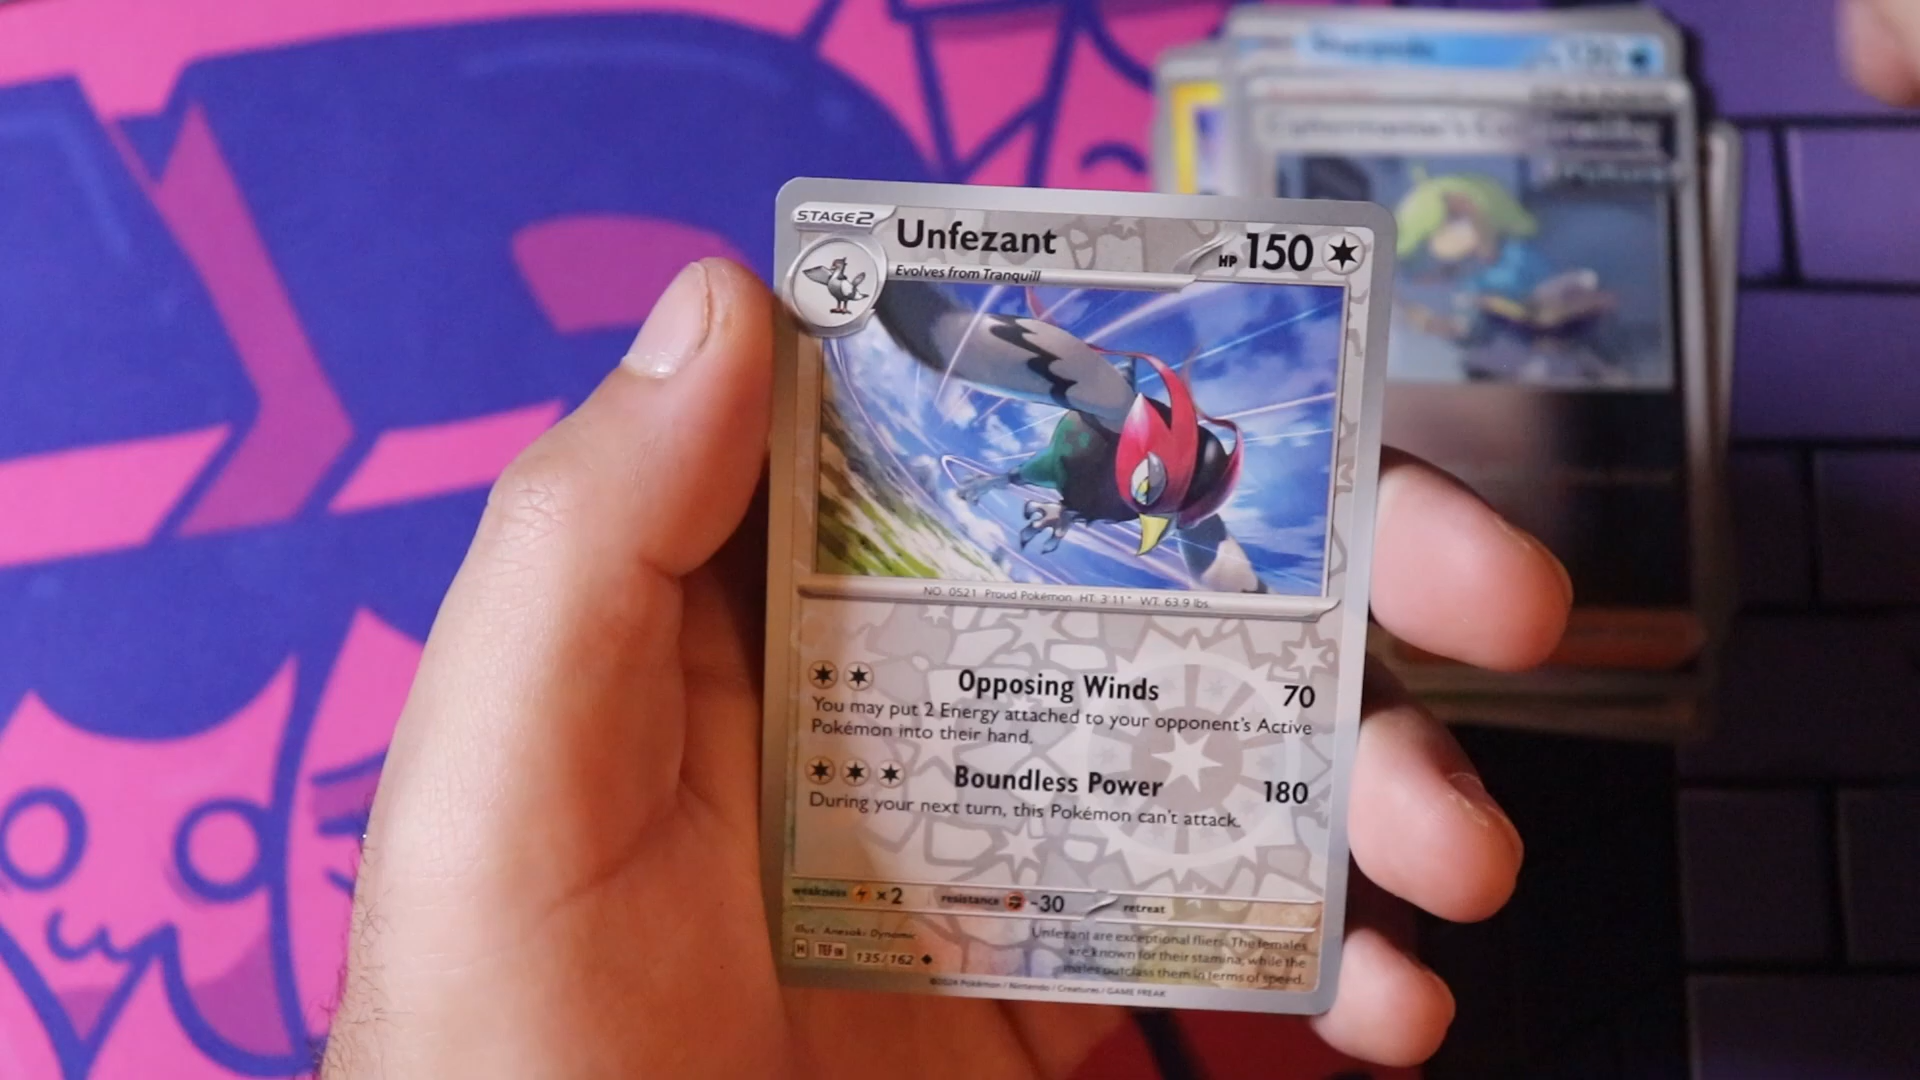 STAGE2
Unfezant
HP 150
Evolves from Tranquill
NO. 0521 Proud Pokémon HT: 3'11" WT: 63.9 lbs.
Opposing Winds 70
You may put 2 Energy attached to your opponent's Active
Pokémon into their hand.
Boundless Power 180
During your next turn, this Pokémon can't attack.
weakness ×2 resistance -30 retreat
Illus. Anesaki Dynamic
H TEF EN 135/162
Unfezant are exceptional fliers. The females
are known for their stamina, while the
males outclass them in terms of speed.
©2024 Pokémon / Nintendo / Creatures / GAME FREAK